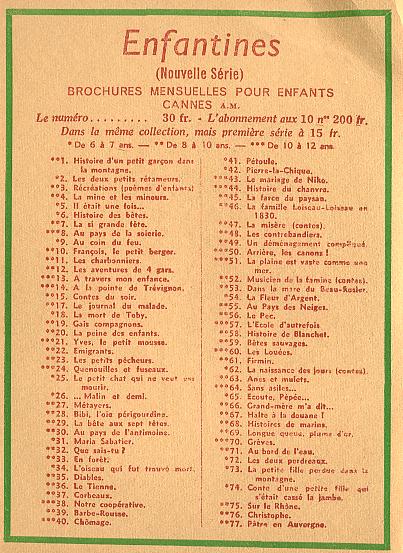 Enfantines
(Nouvelle Série)
BROCHURES MENSUELLES POUR ENFANTS
CANNES A.M.
Le numéro......... 30 fr. - L'abonnement aux 10 nos 200 fr.
Dans la même collection, mais première série à 15 fr.
* De 6 à 7 ans. — ** De 8 à 10 ans. - *** De 10 à 12 ans.
**1. Histoire d'un petit garçon dans
la montagne.
*2. Les deux petits rétameurs.
**3. Récréations (poèmes d'enfants)
**4. La mine et les mineurs.
*5. Il était une fois...
*6. Histoire des bêtes.
**7. La si grande fête.
***8. Au pays de la soierie.
*9. Au coin du feu.
**10. François, le petit berger.
**11. Les charbonniers.
**12. Les aventures de 4 gars.
*13. A travers mon enfance.
***14. A la pointe de Trévignon.
**15. Contes du soir.
*17. Le journal du malade.
**18. La mort de Toby.
**19. Gais compagnons.
**20. La peine des enfants.
***21. Yves, le petit mousse.
**22. Emigrants.
**23. Les petits pêcheurs.
***24. Quenouilles et fuseaux.
*25. Le petit chat qui ne veut pas
mourir.
*26. ... Malin et demi.
***27. Métayers.
**28. Bibi, l'oie périgourdine.
**29. La bête aux sept têtes.
**30. Au pays de l'antimoine.
**31. Maria Sabatier.
**32. Que sais-tu ?
**33. En forêt.
**34. L'oiseau qui fut trouvé mort.
**35. Diables.
**36. Le Tienne.
**37. Corbeaux.
**38. Notre coopérative.
**39. Barbe-Rousse.
***40. Chômage.
*41. Pétoule.
*42. Pierre-la-Chique.
***43. Le mariage de Niko.
***44. Histoire du chanvre.
**45. La farce du paysan.
**46. La famille Loiseau-Loiseau en
1830.
**47. La misère (contes).
**48. Les contrebandiers.
**49. Un déménagement compliqué.
**50. Arrière, les canons !
**51. La plaine est vaste comme une
mer.
**52. Musicien de la famine (contes).
**53. Dans la mare du Beau-Rosier.
**54. La Fleur d'Argent.
**55. Au Pays des Neiges.
**56. Le Pec.
**57. L'Ecole d'autrefois
**58. Histoire de Blanchet.
**59. Bêtes sauvages.
***60. Les Louées.
*61. Firmin.
**62. La naissance des jours (contes).
**63. Anes et mulets.
***64. Sans asiles...
**65. Ecoute, Pépée...
**66. Grand-mère m'a dit...
**67. Halte à la douane !
**68. Histoires de marins.
**69. Longue queue, plume d'or.
**70. Grèves.
**71. Au bord de l'eau.
*72. Les deux perdreaux.
**73. La petite fille perdue dans la
montagne.
**74. Conte d'une petite fille qui
s'était cassé la jambe.
**75. Sur le Rhône.
**76. Christophe.
**77. Pâtre en Auvergne.